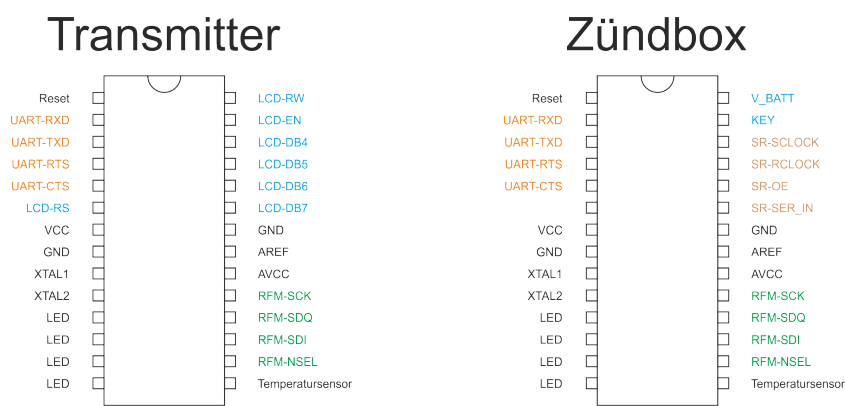 Transmitter
Reset LCD-RW
UART-RXD LCD-EN
UART-TXD LCD-DB4
UART-RTS LCD-DB5
UART-CTS LCD-DB6
LCD-RS LCD-DB7
VCC GND
GND AREF
XTAL1 AVCC
XTAL2 RFM-SCK
LED RFM-SDQ
LED RFM-SDI
LED RFM-NSEL
LED Temperatursensor
Zündbox
Reset V_BATT
UART-RXD KEY
UART-TXD SR-SCLOCK
UART-RTS SR-RCLOCK
UART-CTS SR-OE
SR-SER_IN
VCC GND
GND AREF
XTAL1 AVCC
XTAL2 RFM-SCK
LED RFM-SDQ
LED RFM-SDI
LED RFM-NSEL
LED Temperatursensor